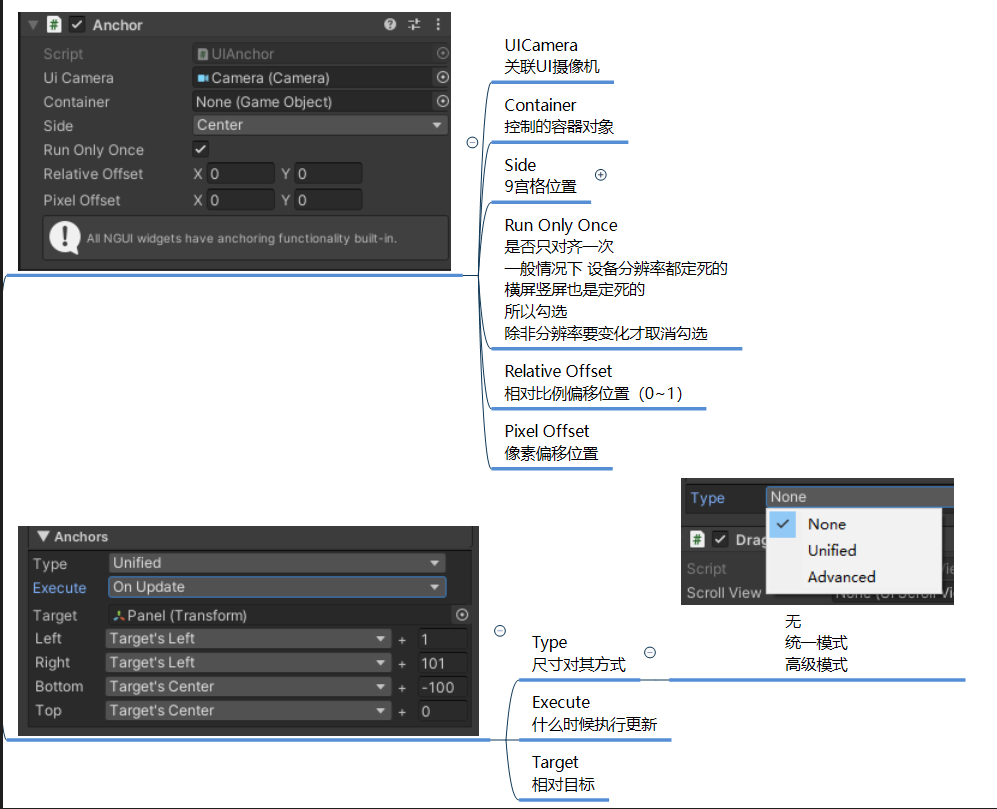 Anchor
Script
UIAnchor
Ui Camera
Camera (Camera)
Container
None (Game Object)
Side
Center
Run Only Once
Relative Offset
X 0 Y 0
Pixel Offset
X 0 Y 0
All NGUI widgets have anchoring functionality built-in.
UICamera
关联UI摄像机
Container
控制的容器对象
Side
9宫格位置
Run Only Once
是否只对齐一次
一般情况下 设备分辨率都定死的
横屏竖屏也是定死的
所以勾选
除非分辨率要变化才取消勾选
Relative Offset
相对比例偏移位置（0~1）
Pixel Offset
像素偏移位置
Anchors
Type
Unified
Execute
On Update
Target
Panel (Transform)
Left
Target's Left
+ 1
Right
Target's Left
+ 101
Bottom
Target's Center
+ -100
Top
Target's Center
+ 0
Type
尺寸对其方式
Type
None
None
Unified
Advanced
Script
Scroll View
无
统一模式
高级模式
Execute
什么时候执行更新
Target
相对目标